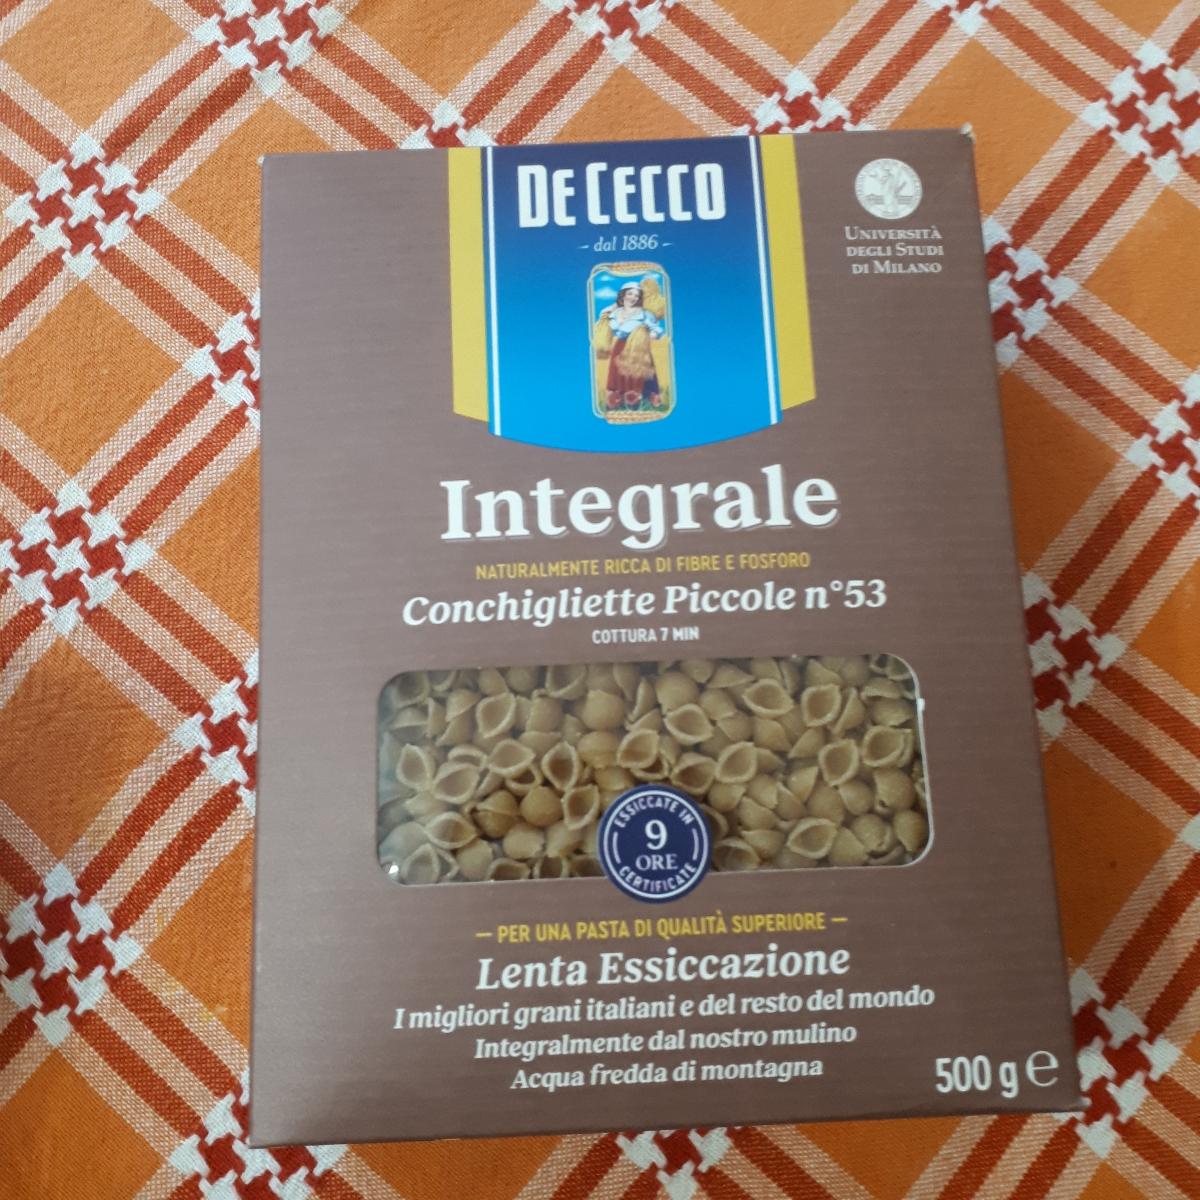 DE CECCO
- dal 1886 -
UNIVERSITÀ
DEGLI STUDI
DI MILANO
Integrale
NATURALMENTE RICCA DI FIBRE E FOSFORO
Conchigliette Piccole n°53
COTTURA 7 MIN
ESSICCATE IN
9
ORE
CERTIFICATE
— PER UNA PASTA DI QUALITÀ SUPERIORE —
Lenta Essiccazione
I migliori grani italiani e del resto del mondo
Integralmente dal nostro mulino
Acqua fredda di montagna
500 g ℮